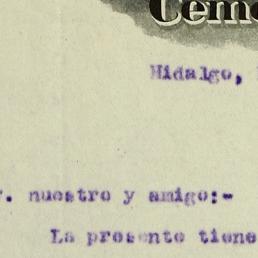 Ceme
Hidalgo,
r. nuestro y amigo:-
La presente tiene